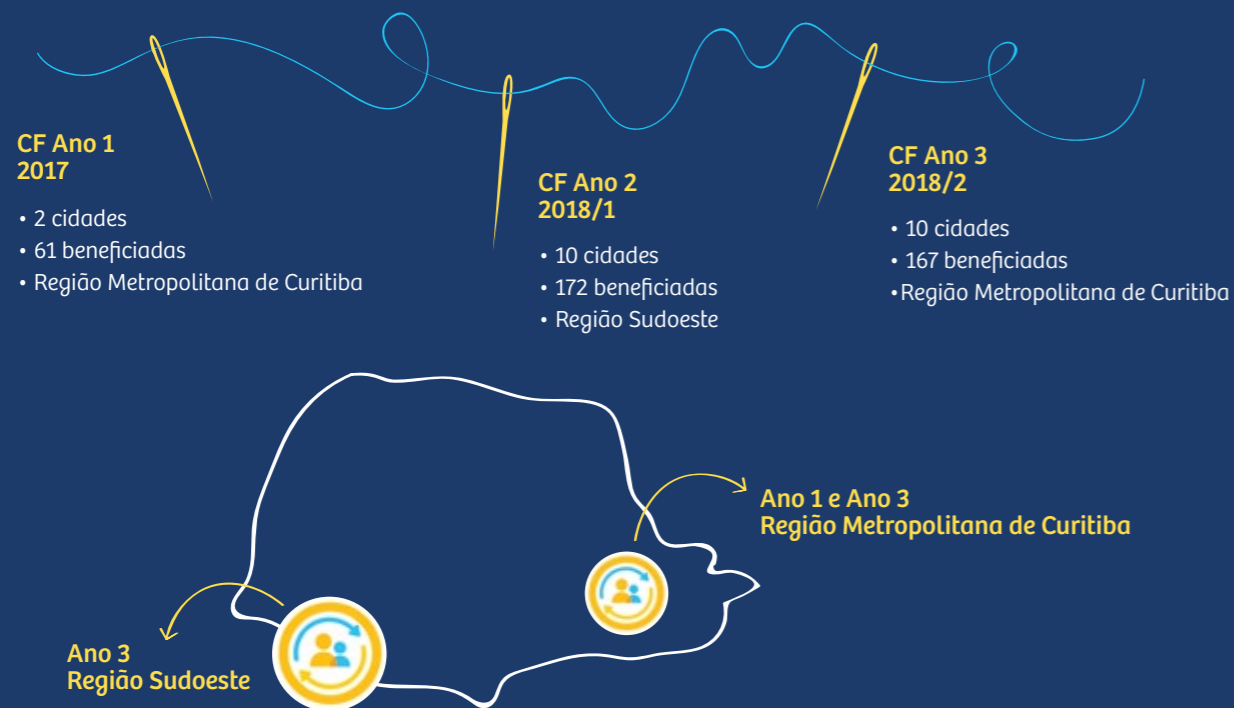 CF Ano 1
2017
• 2 cidades
• 61 beneficiadas
• Região Metropolitana de Curitiba
CF Ano 2
2018/1
• 10 cidades
• 172 beneficiadas
• Região Sudoeste
CF Ano 3
2018/2
• 10 cidades
• 167 beneficiadas
•Região Metropolitana de Curitiba
Ano 1 e Ano 3
Região Metropolitana de Curitiba
Ano 3
Região Sudoeste